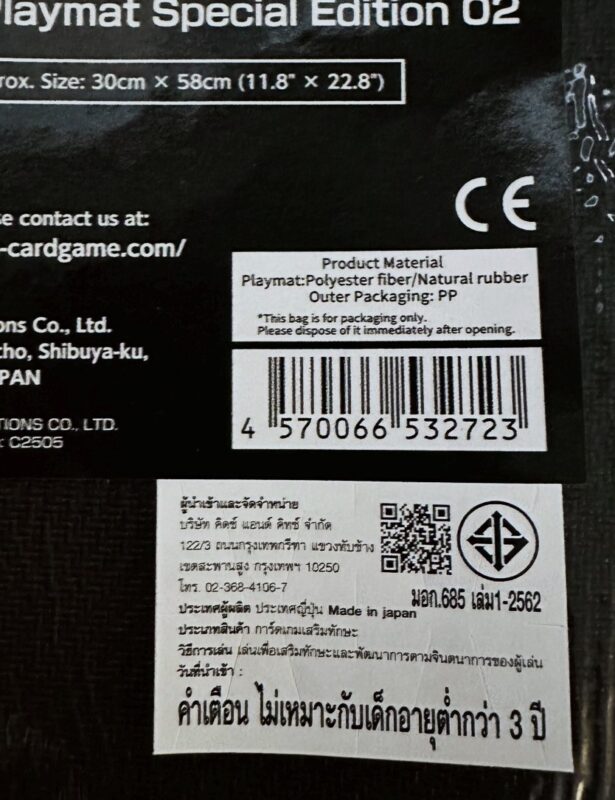 Playmat Special Edition 02
rox. Size: 30cm × 58cm (11.8" × 22.8")
se contact us at:
-cardgame.com/
CE
Product Material
Playmat:Polyester fiber/Natural rubber
Outer Packaging: PP
*This bag is for packaging only.
Please dispose of it immediately after opening.
ons Co., Ltd.
cho, Shibuya-ku,
PAN
TIONS CO., LTD.
: C2505
4 570066 532723
ผู้นำเข้าและจัดจำหน่าย
บริษัท คิดซ์ แอนด์ คิทซ์ จำกัด
122/3 ถนนกรุงเทพกรีฑา แขวงทับช้าง
เขตสะพานสูง กรุงเทพฯ 10250
โทร. 02-368-4106-7
มอก.685 เล่ม1-2562
ประเทศผู้ผลิต ประเทศญี่ปุ่น Made in japan
ประเภทสินค้า การ์ดเกมเสริมทักษะ
วิธีการเล่น เล่นเพื่อเสริมทักษะและพัฒนาการตามจินตนาการของผู้เล่น
วันที่นำเข้า :
คำเตือน ไม่เหมาะกับเด็กอายุต่ำกว่า 3 ปี